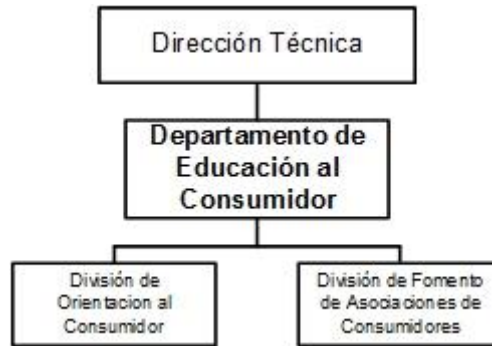 Dirección Técnica
Departamento de
Educación al
Consumidor
División de
Orientacion al
Consumidor
División de Fomento
de Asociaciones de
Consumidores